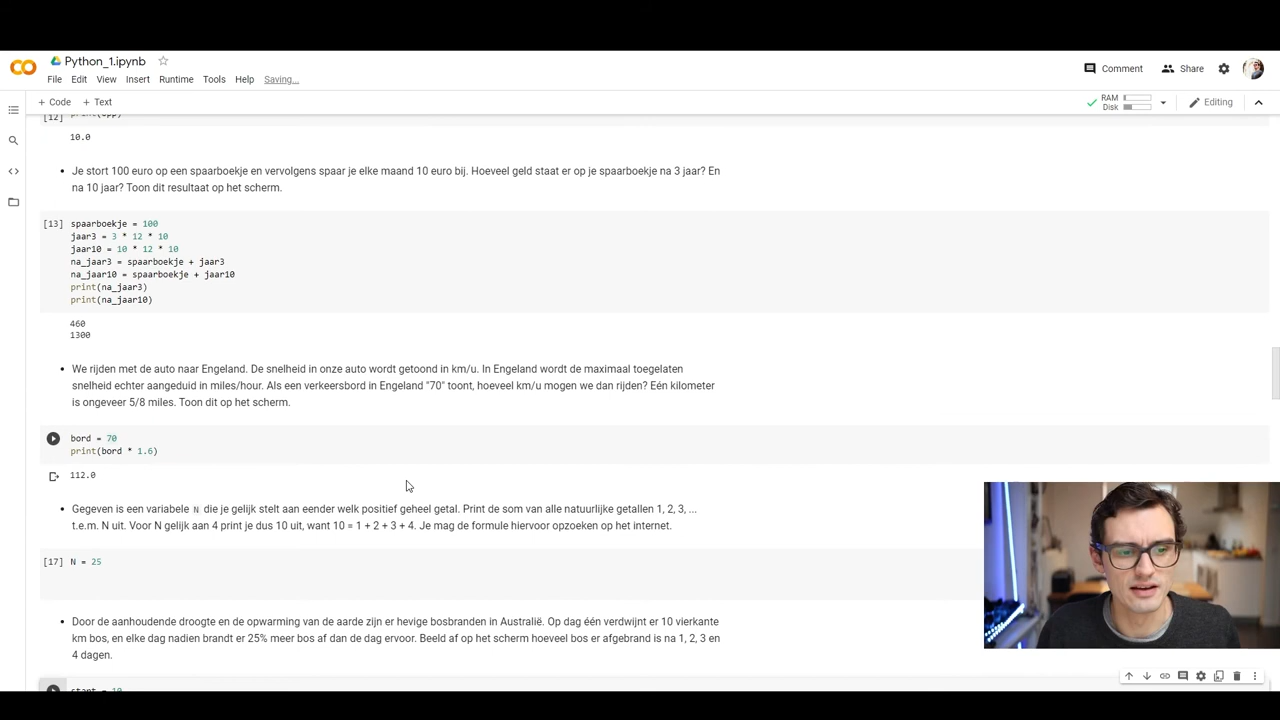 Python_1.ipynb
File Edit View Insert Runtime Tools Help Saving...
Comment Share
+ Code + Text
RAM
Disk
Editing
[12]
10.0
• Je stort 100 euro op een spaarboekje en vervolgens spaar je elke maand 10 euro bij. Hoeveel geld staat er op je spaarboekje na 3 jaar? En
na 10 jaar? Toon dit resultaat op het scherm.
[13] spaarboekje = 100
jaar3 = 3 * 12 * 10
jaar10 = 10 * 12 * 10
na_jaar3 = spaarboekje + jaar3
na_jaar10 = spaarboekje + jaar10
print(na_jaar3)
print(na_jaar10)
460
1300
• We rijden met de auto naar Engeland. De snelheid in onze auto wordt getoond in km/u. In Engeland wordt de maximaal toegelaten
snelheid echter aangeduid in miles/hour. Als een verkeersbord in Engeland "70" toont, hoeveel km/u mogen we dan rijden? Eén kilometer
is ongeveer 5/8 miles. Toon dit op het scherm.
bord = 70
print(bord * 1.6)
112.0
• Gegeven is een variabele N die je gelijk stelt aan eender welk positief geheel getal. Print de som van alle natuurlijke getallen 1, 2, 3, ...
t.e.m. N uit. Voor N gelijk aan 4 print je dus 10 uit, want 10 = 1 + 2 + 3 + 4. Je mag de formule hiervoor opzoeken op het internet.
[17] N = 25
• Door de aanhoudende droogte en de opwarming van de aarde zijn er hevige bosbranden in Australië. Op dag één verdwijnt er 10 vierkante
km bos, en elke dag nadien brandt er 25% meer bos af dan de dag ervoor. Beeld af op het scherm hoeveel bos er afgebrand is na 1, 2, 3 en
4 dagen.
start = 10